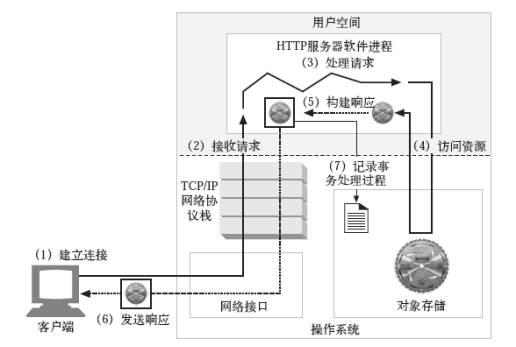 用户空间
HTTP服务器软件进程
（3）处理请求
（5）构建响应
（2）接收请求
（4）访问资源
（7）记录事
务处理过程
TCP/IP
网络协
议栈
（1）建立连接
网络接口
对象存储
（6）发送响应
客户端
操作系统